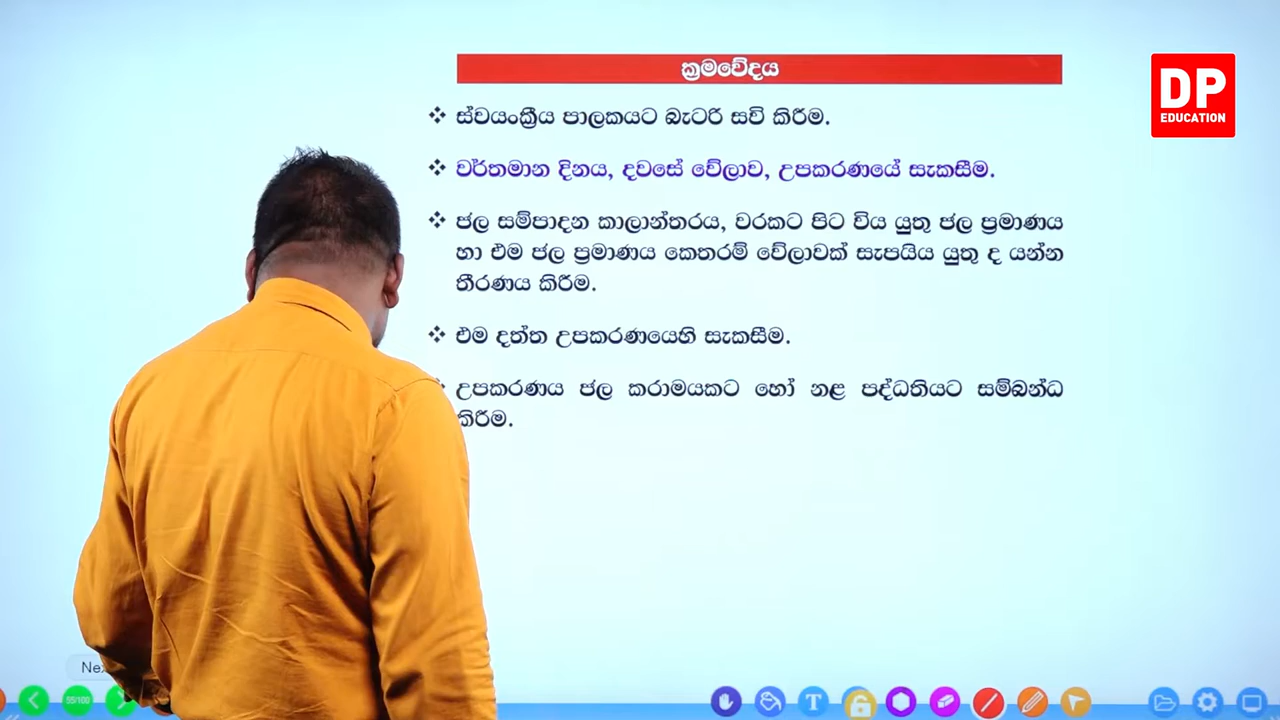 ක්‍රමවේදය
DP
EDUCATION
ස්වයංක්‍රීය පාලකයට බැටරි සවි කිරීම.
වර්තමාන දිනය, දවසේ වේලාව, උපකරණයේ සැකසීම.
ජල සම්පාදන කාලාන්තරය, වරකට පිට විය යුතු ජල ප්‍රමාණය
හා එම ජල ප්‍රමාණය කෙතරම් වේලාවක් සැපයිය යුතු ද යන්න
තීරණය කිරීම.
එම දත්ත උපකරණයෙහි සැකසීම.
උපකරණය ජල කරාමයකට හෝ නළ පද්ධතියට සම්බන්ධ
කිරීම.
55/100
T